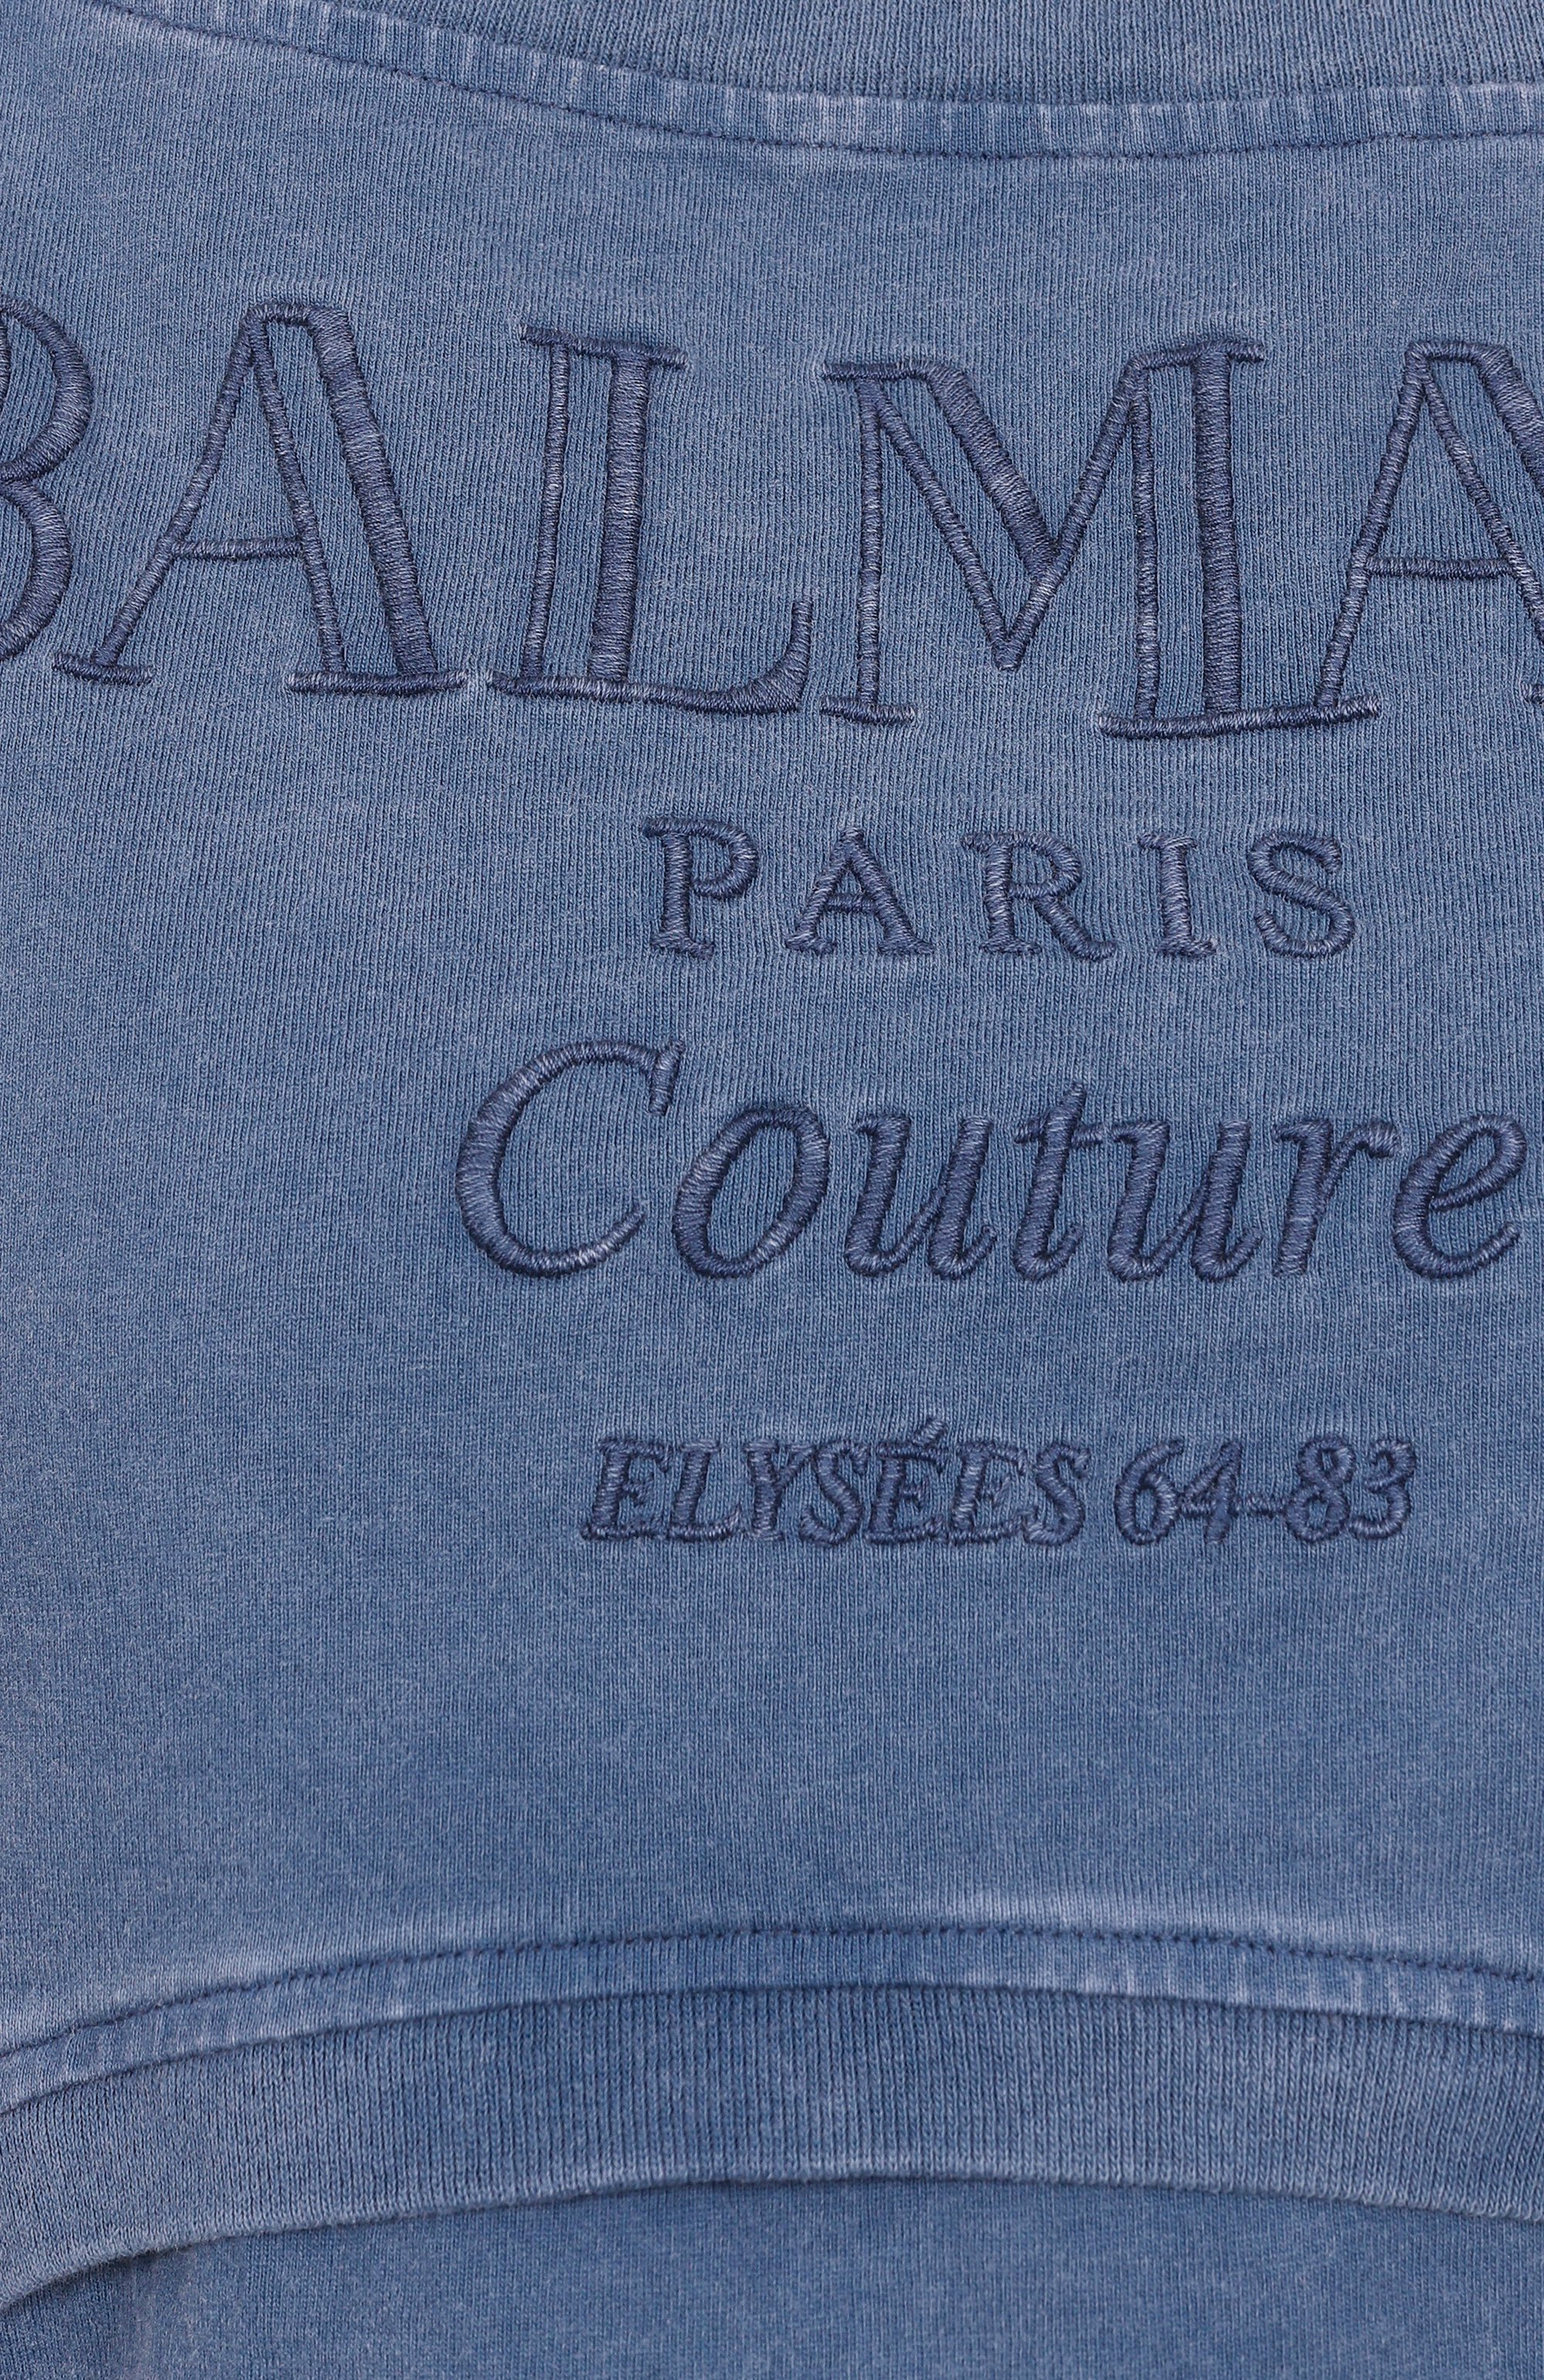 BALMA
PARIS
Couture
ELYSÉES 64-83